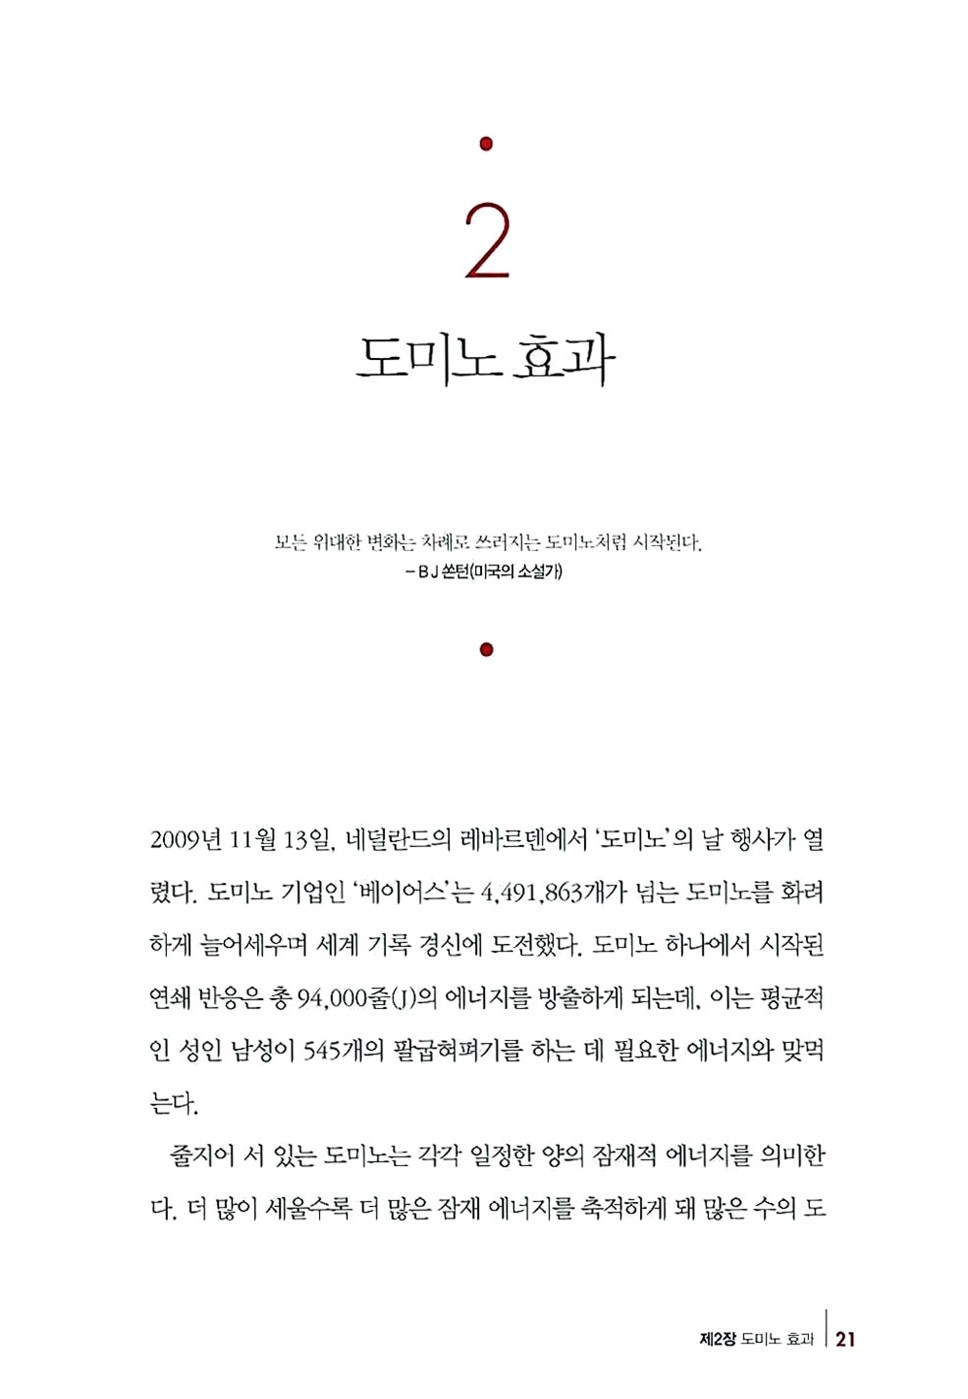 2
도미노 효과
모든 위대한 변화는 차례로 쓰러지는 도미노처럼 시작된다.
– B J 쏜턴(미국의 소설가)
2009년 11월 13일, 네덜란드의 레바르덴에서 ‘도미노’의 날 행사가 열
렸다. 도미노 기업인 ‘베이어스’는 4,491,863개가 넘는 도미노를 화려
하게 늘어세우며 세계 기록 경신에 도전했다. 도미노 하나에서 시작된
연쇄 반응은 총 94,000줄(J)의 에너지를 방출하게 되는데, 이는 평균적
인 성인 남성이 545개의 팔굽혀펴기를 하는 데 필요한 에너지와 맞먹
는다.
줄지어 서 있는 도미노는 각각 일정한 양의 잠재적 에너지를 의미한
다. 더 많이 세울수록 더 많은 잠재 에너지를 축적하게 돼 많은 수의 도
제2장 도미노 효과 21